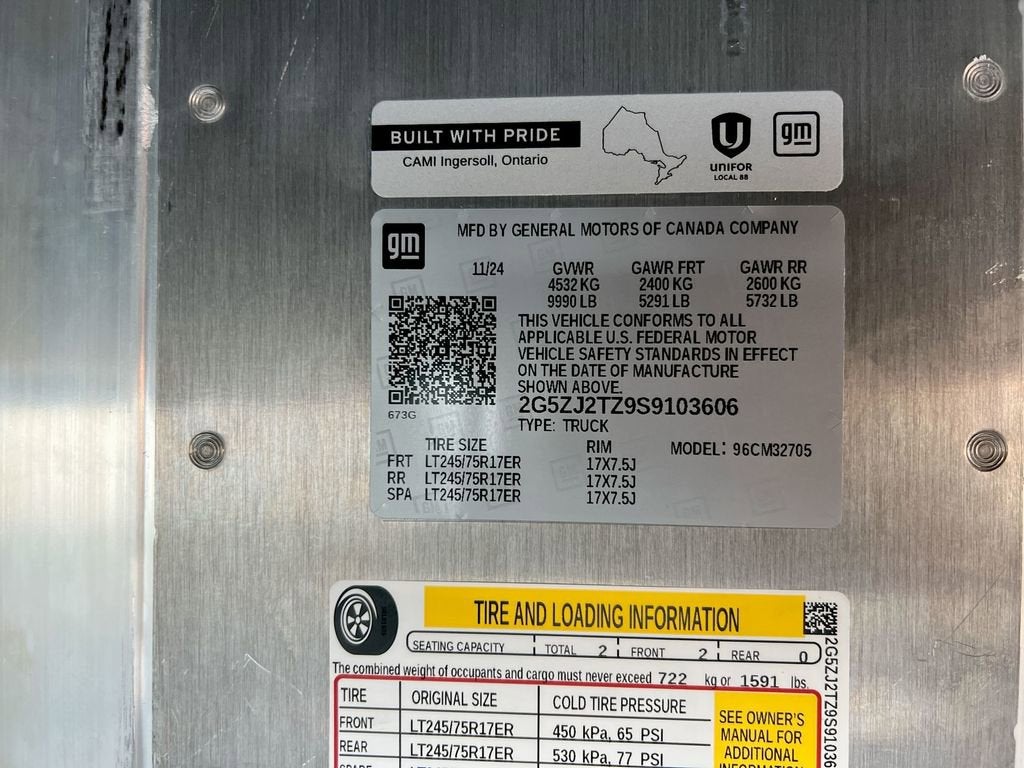 BUILT WITH PRIDE
CAMI Ingersoll, Ontario
UNIFOR
LOCAL 88
gm
gm
MFD BY GENERAL MOTORS OF CANADA COMPANY
11/24 GVWR GAWR FRT GAWR RR
4532 KG 2400 KG 2600 KG
9990 LB 5291 LB 5732 LB
THIS VEHICLE CONFORMS TO ALL
APPLICABLE U.S. FEDERAL MOTOR
VEHICLE SAFETY STANDARDS IN EFFECT
ON THE DATE OF MANUFACTURE
SHOWN ABOVE.
673G
2G5ZJ2TZ9S9103606
TYPE: TRUCK
TIRE SIZE RIM MODEL: 96CM32705
FRT LT245/75R17ER 17X7.5J
RR LT245/75R17ER 17X7.5J
SPA LT245/75R17ER 17X7.5J
TIRE AND LOADING INFORMATION
SEATING CAPACITY TOTAL 2 FRONT 2 REAR 0
The combined weight of occupants and cargo must never exceed 722 kg or 1591 lbs.
TIRE ORIGINAL SIZE COLD TIRE PRESSURE
FRONT LT245/75R17ER 450 kPa, 65 PSI
REAR LT245/75R17ER 530 kPa, 77 PSI
SEE OWNER'S
MANUAL FOR
ADDITIONAL
INFORMATION
2G5ZJ2TZ9S91036